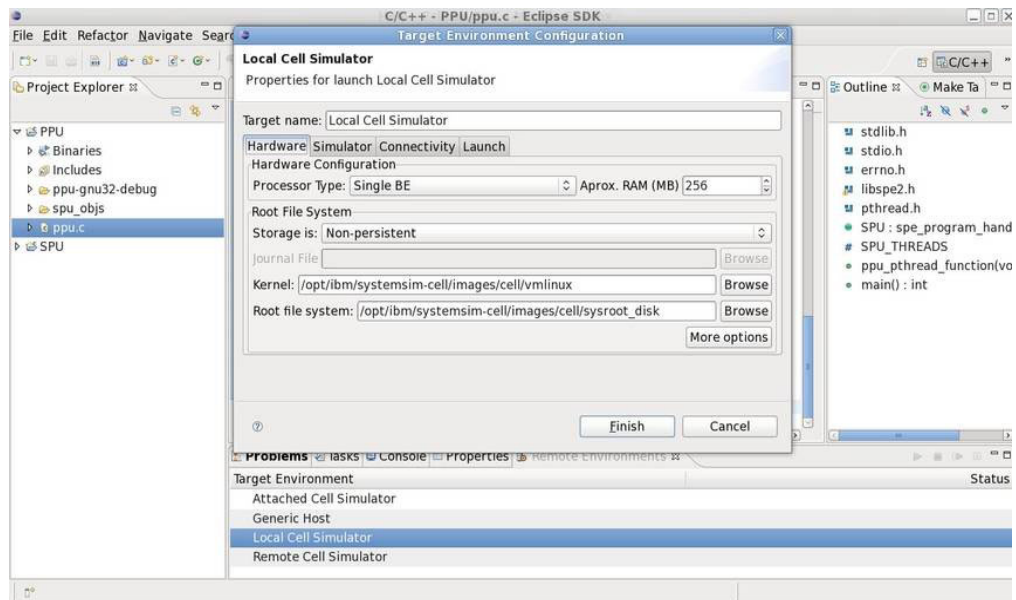 C/C++ - PPU/ppu.c - Eclipse SDK
File Edit Refactor Navigate Sear
Target Environment Configuration
C/C++
Project Explorer
PPU
Binaries
Includes
ppu-gnu32-debug
spu_objs
ppu.c
SPU
Local Cell Simulator
Properties for launch Local Cell Simulator
Target name: Local Cell Simulator
Hardware Simulator Connectivity Launch
Hardware Configuration
Processor Type: Single BE Aprox. RAM (MB) 256
Root File System
Storage is: Non-persistent
Journal File Browse
Kernel: /opt/ibm/systemsim-cell/images/cell/vmlinux Browse
Root file system: /opt/ibm/systemsim-cell/images/cell/sysroot_disk Browse
More options
Finish Cancel
Outline Make Ta
stdlib.h
stdio.h
errno.h
libspe2.h
pthread.h
SPU : spe_program_hand
SPU_THREADS
ppu_pthread_function(vo
main() : int
Problems Tasks Console Properties Remote Environments
Target Environment Status
Attached Cell Simulator
Generic Host
Local Cell Simulator
Remote Cell Simulator